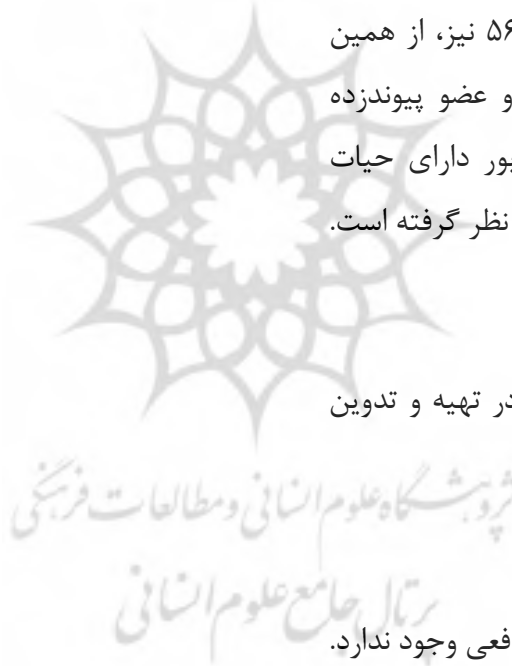 ۵۶ نیز، از همین
و عضو پیوندزده
پور دارای حیات
نظر گرفته است.
در تهیه و تدوین
پژوهشگاه علوم انسانی و مطالعات فرهنگی
پرتال جامع علوم انسانی
فعی وجود ندارد.